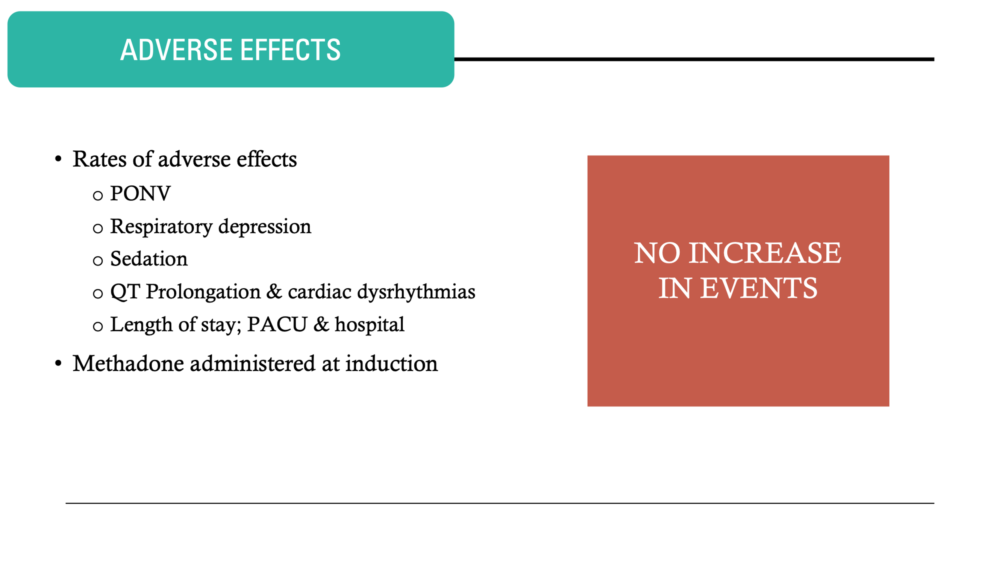 ADVERSE EFFECTS
• Rates of adverse effects
○ PONV
○ Respiratory depression
○ Sedation
○ QT Prolongation & cardiac dysrhythmias
○ Length of stay; PACU & hospital
• Methadone administered at induction
NO INCREASE
IN EVENTS